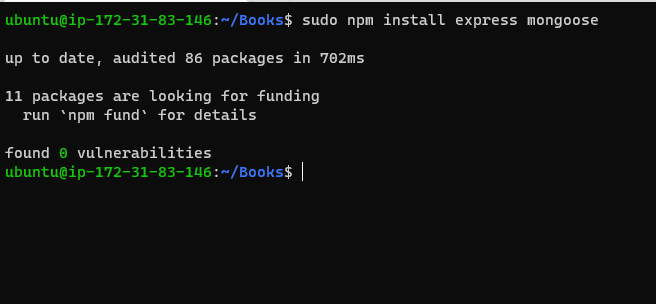 ubuntu@ip-172-31-83-146:~/Books$ sudo npm install express mongoose
up to date, audited 86 packages in 702ms
11 packages are looking for funding
  run `npm fund` for details
found 0 vulnerabilities
ubuntu@ip-172-31-83-146:~/Books$